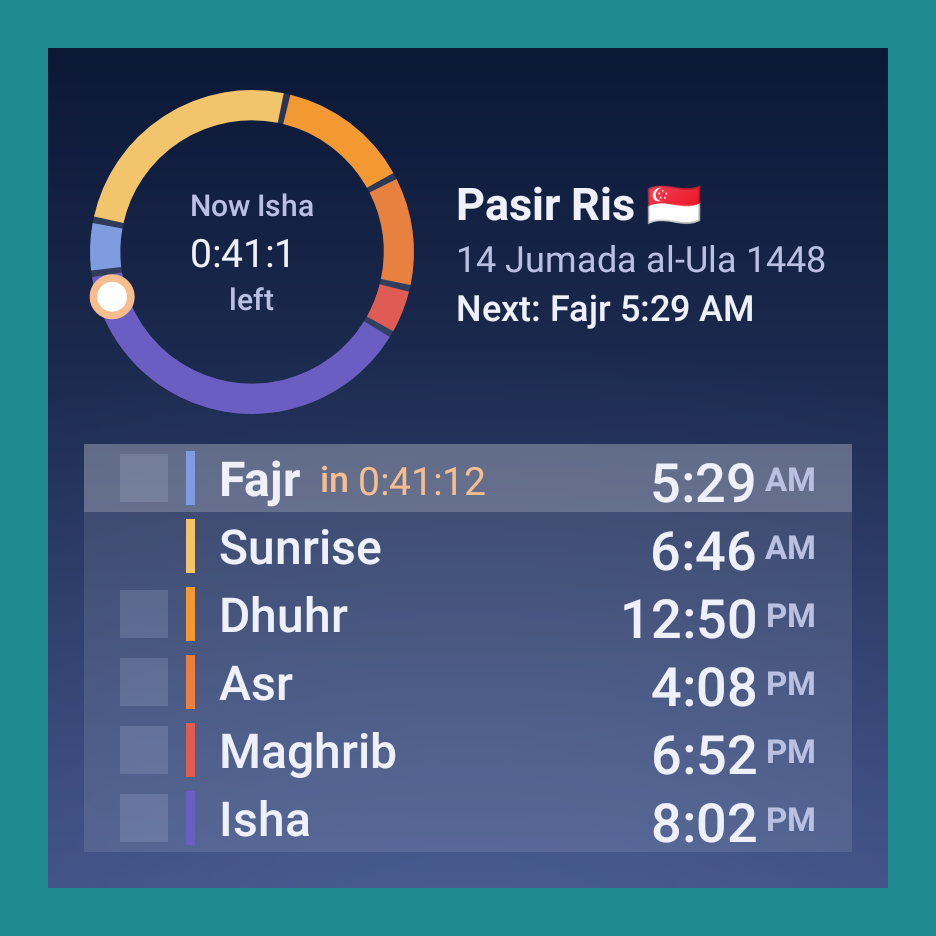 Now Isha
0:41:1
left
Pasir Ris 🇸🇬
14 Jumada al-Ula 1448
Next: Fajr 5:29 AM
Fajr in 0:41:12 5:29 AM
Sunrise 6:46 AM
Dhuhr 12:50 PM
Asr 4:08 PM
Maghrib 6:52 PM
Isha 8:02 PM